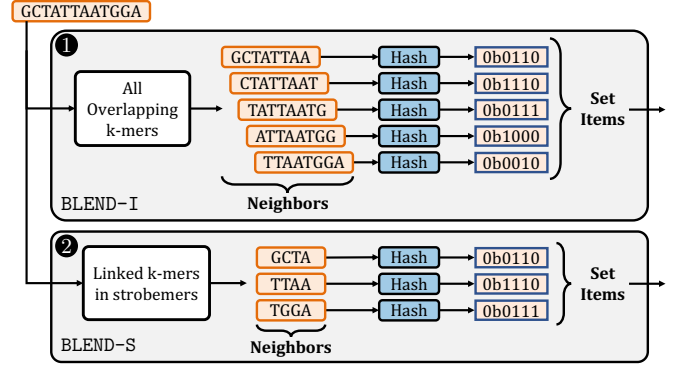 GCTATTAATGGA
1
All
Overlapping
k-mers
GCTATTAA Hash 0b0110
CTATTAAT Hash 0b1110
TATTAATG Hash 0b0111
ATTAATGG Hash 0b1000
TTAATGGA Hash 0b0010
Set
Items
Neighbors
BLEND-I
2
Linked k-mers
in strobemers
GCTA Hash 0b0110
TTAA Hash 0b1110
TGGA Hash 0b0111
Set
Items
Neighbors
BLEND-S